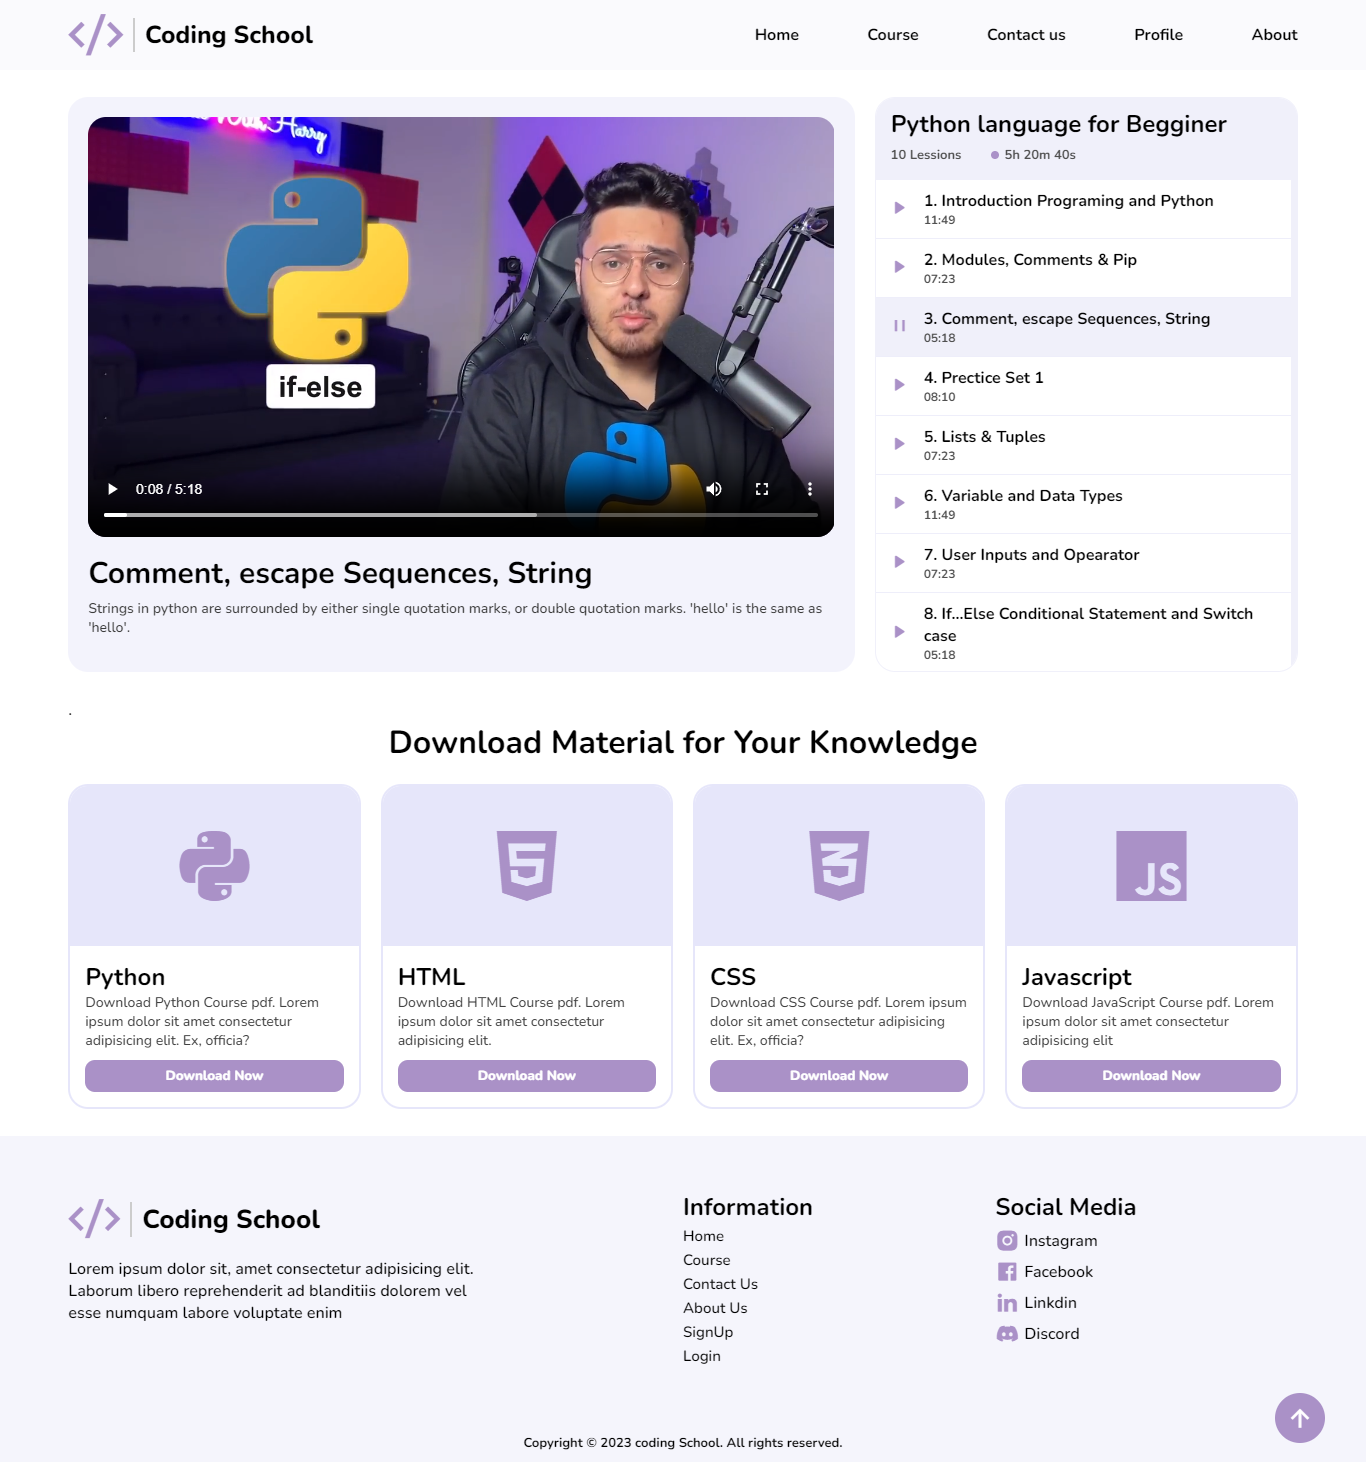 Coding School
Home
Course
Contact us
Profile
About
With Harry
if-else
0:08 / 5:18
Comment, escape Sequences, String
Strings in python are surrounded by either single quotation marks, or double quotation marks. 'hello' is the same as
'hello'.
Python language for Begginer
10 Lessions
5h 20m 40s
1. Introduction Programing and Python
11:49
2. Modules, Comments & Pip
07:23
3. Comment, escape Sequences, String
05:18
4. Prectice Set 1
08:10
5. Lists & Tuples
07:23
6. Variable and Data Types
11:49
7. User Inputs and Opearator
07:23
8. If...Else Conditional Statement and Switch
case
05:18
.
Download Material for Your Knowledge
Python
Download Python Course pdf. Lorem
ipsum dolor sit amet consectetur
adipisicing elit. Ex, officia?
Download Now
HTML
Download HTML Course pdf. Lorem
ipsum dolor sit amet consectetur
adipisicing elit.
Download Now
CSS
Download CSS Course pdf. Lorem ipsum
dolor sit amet consectetur adipisicing
elit. Ex, officia?
Download Now
JS
Javascript
Download JavaScript Course pdf. Lorem
ipsum dolor sit amet consectetur
adipisicing elit
Download Now
Coding School
Lorem ipsum dolor sit, amet consectetur adipisicing elit.
Laborum libero reprehenderit ad blanditiis dolorem vel
esse numquam labore voluptate enim
Information
Home
Course
Contact Us
About Us
SignUp
Login
Social Media
Instagram
Facebook
Linkdin
Discord
Copyright © 2023 coding School. All rights reserved.